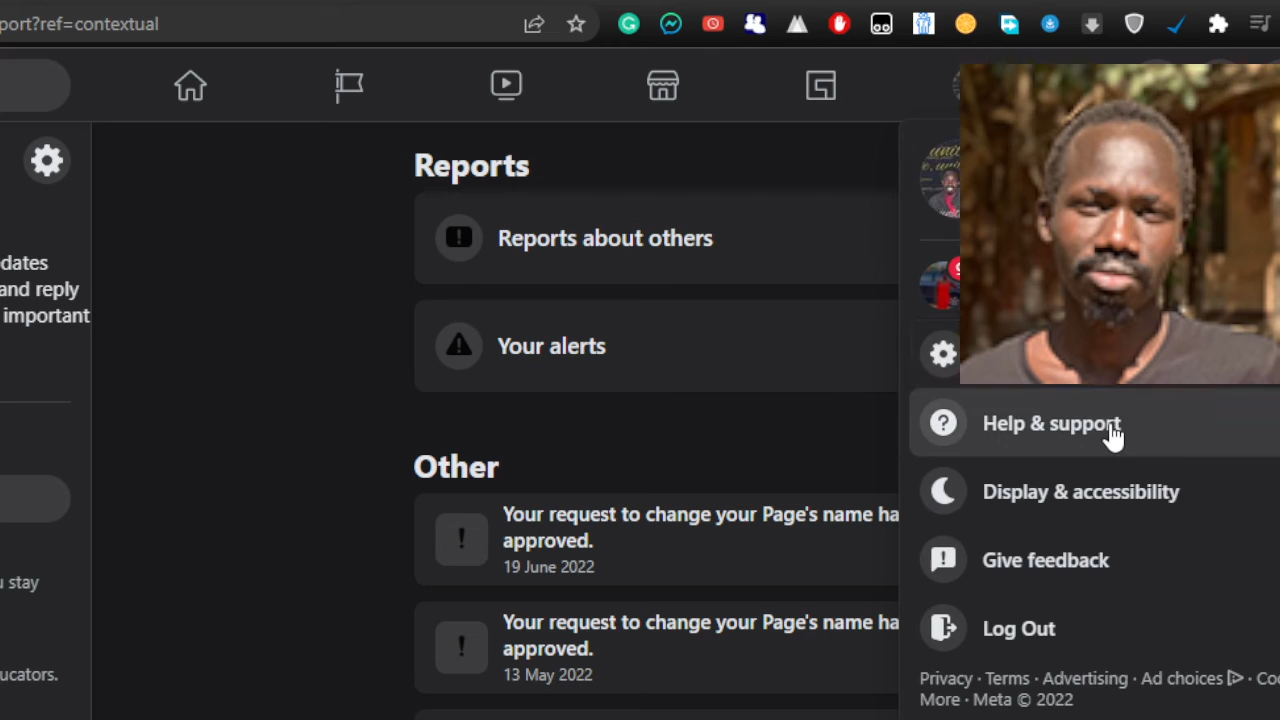 port?ref=contextual
Reports
Reports about others
Your alerts
dates
and reply
important
Other
Your request to change your Page's name ha
approved.
19 June 2022
Your request to change your Page's name ha
approved.
13 May 2022
u stay
ucators.
Help & support
Display & accessibility
Give feedback
Log Out
Privacy · Terms · Advertising · Ad choices · Coo
More · Meta © 2022